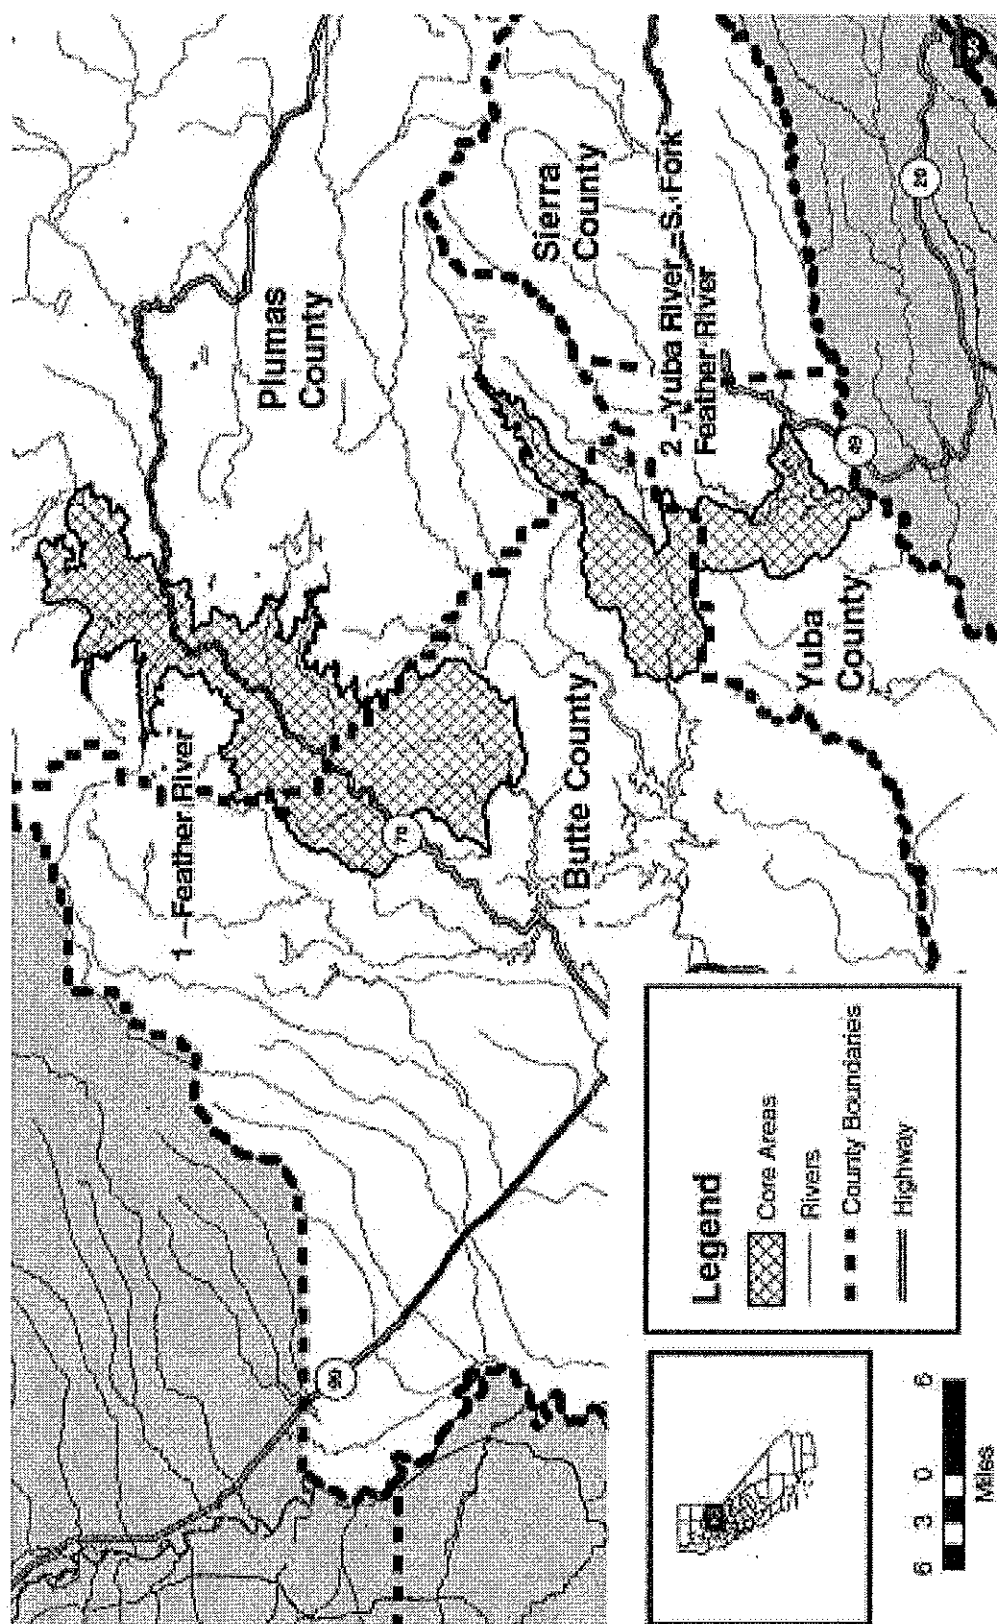 Plumas
County
Sierra
County
2 -Yuba River -S. Fork
Feather River
1 -Feather River
Butte County
Yuba
County
70
49
20
Legend
Core Areas
Rivers
County Boundaries
Highway
6 3 0 6
Miles